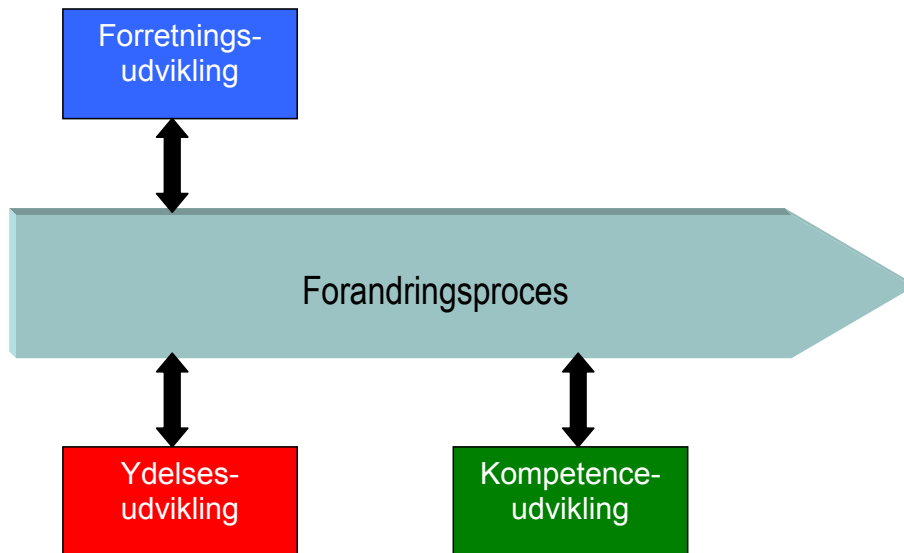 Forretnings-
udvikling
Forandringsproces
Ydelses-
udvikling
Kompetence-
udvikling